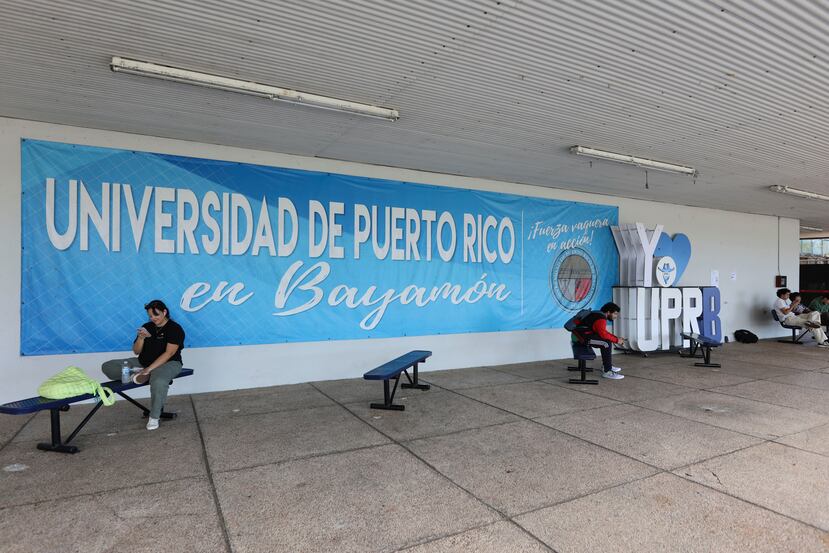 UNIVERSIDAD DE PUERTO RICO
en Bayamón
¡Fuerza vaquera
en acción!
Y
UPRB